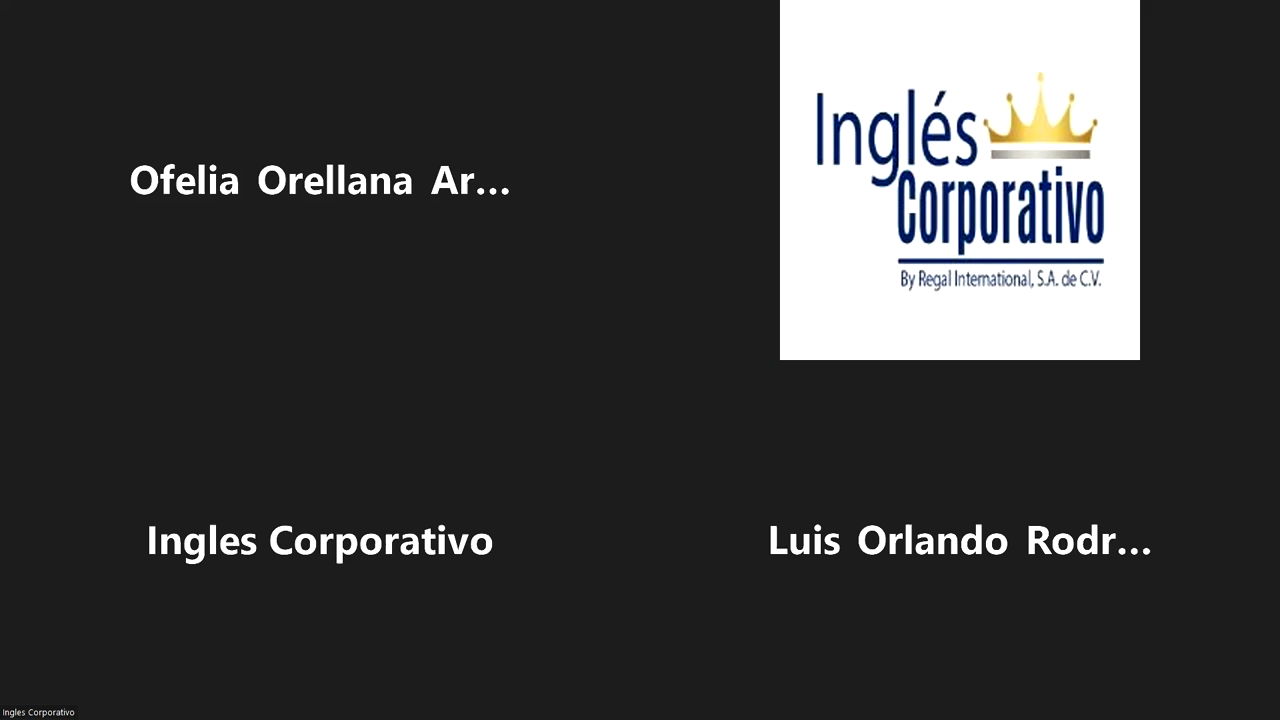 Ofelia Orellana Ar...
Inglés
Corporativo
By Regal International, S.A. de C.V.
Ingles Corporativo
Luis Orlando Rodr...
Ingles Corporativo